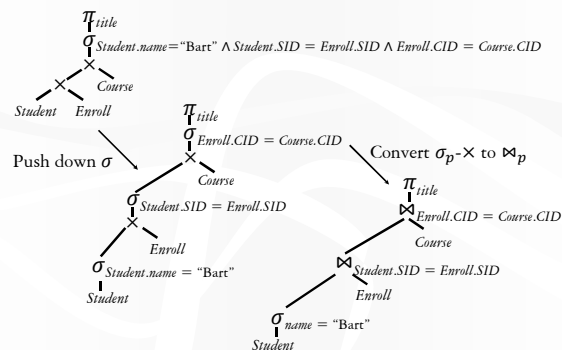 π title
σ Student.name="Bart" ∧ Student.SID = Enroll.SID ∧ Enroll.CID = Course.CID
×
× Course
Student Enroll
Push down σ
π title
σ Enroll.CID = Course.CID
×
Course
σ Student.SID = Enroll.SID
×
Enroll
σ Student.name = “Bart”
Student
Convert σp-× to ⋈p
π title
⋈ Enroll.CID = Course.CID
Course
⋈ Student.SID = Enroll.SID
Enroll
σ name = “Bart”
Student